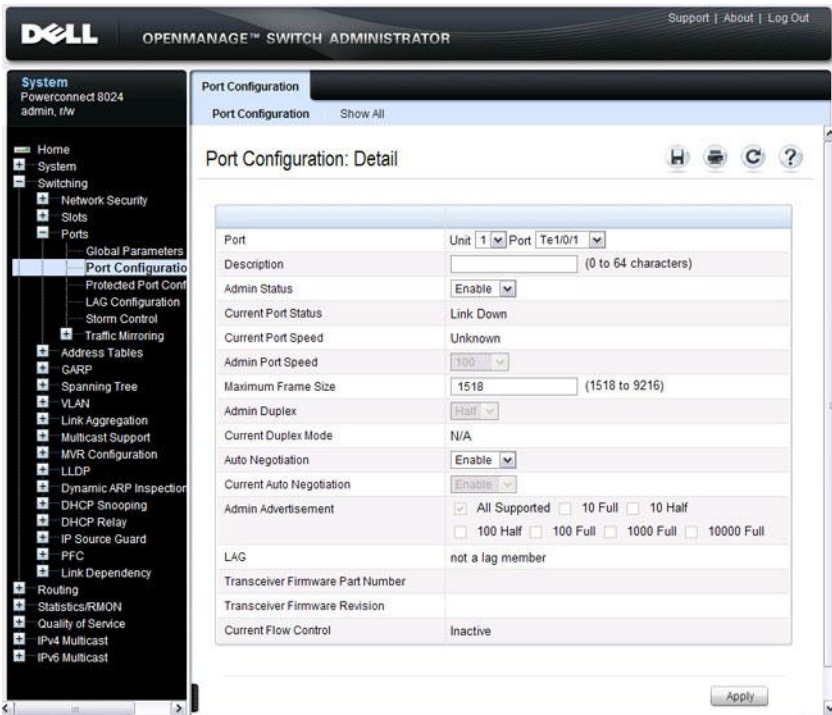 Support | About | Log Out
DELL
OPENMANAGE™ SWITCH ADMINISTRATOR
System
Powerconnect 8024
admin, r/w
Home
System
Switching
Network Security
Slots
Ports
Global Parameters
Port Configuratio
Protected Port Conf
LAG Configuration
Storm Control
Traffic Mirroring
Address Tables
GARP
Spanning Tree
VLAN
Link Aggregation
Multicast Support
MVR Configuration
LLDP
Dynamic ARP Inspection
DHCP Snooping
DHCP Relay
IP Source Guard
PFC
Link Dependency
Routing
Statistics/RMON
Quality of Service
IPv4 Multicast
IPv6 Multicast
Port Configuration
Port Configuration Show All
Port Configuration: Detail
Port Unit 1 Port Te1/0/1
Description (0 to 64 characters)
Admin Status Enable
Current Port Status Link Down
Current Port Speed Unknown
Admin Port Speed 100
Maximum Frame Size 1518 (1518 to 9216)
Admin Duplex Half
Current Duplex Mode N/A
Auto Negotiation Enable
Current Auto Negotiation Enable
Admin Advertisement All Supported 10 Full 10 Half
100 Half 100 Full 1000 Full 10000 Full
LAG not a lag member
Transceiver Firmware Part Number
Transceiver Firmware Revision
Current Flow Control Inactive
Apply